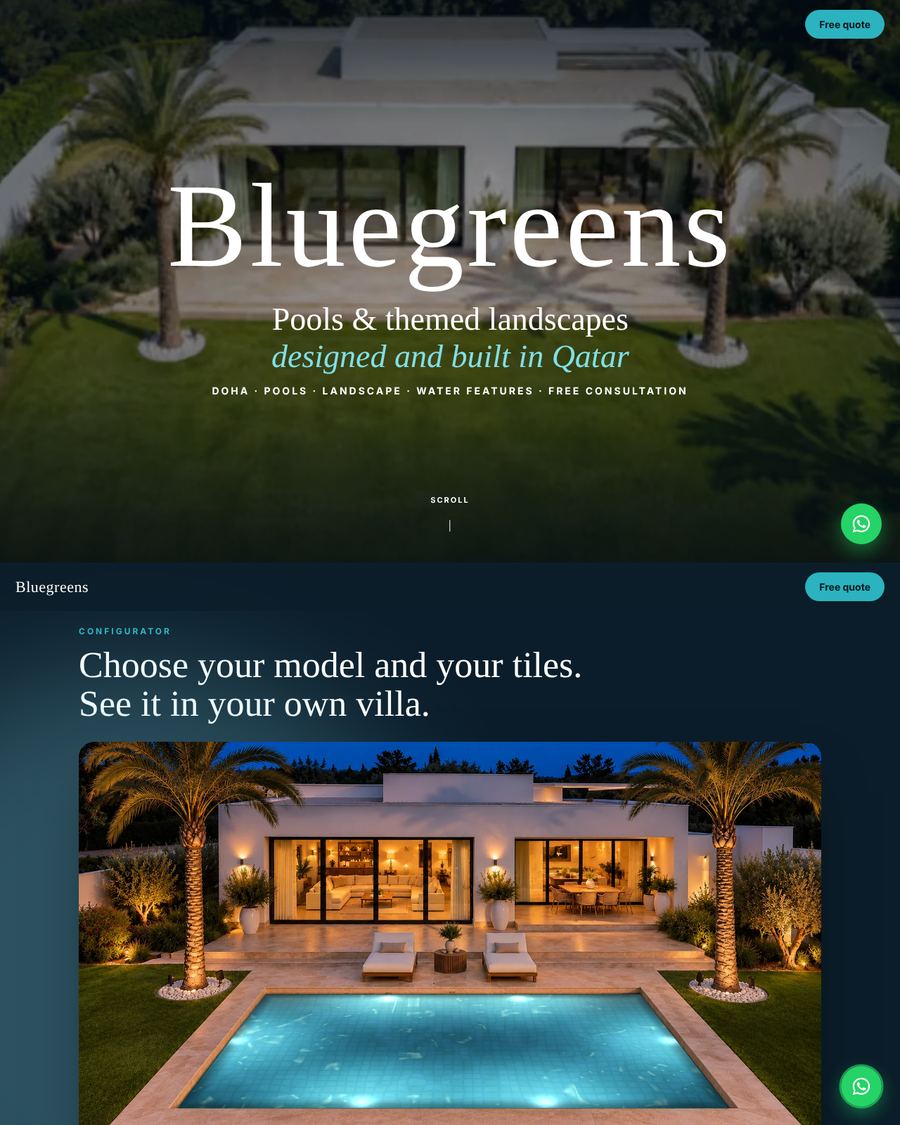 Free quote
Bluegreens
Pools & themed landscapes
designed and built in Qatar
DOHA · POOLS · LANDSCAPE · WATER FEATURES · FREE CONSULTATION
SCROLL
Bluegreens
Free quote
CONFIGURATOR
Choose your model and your tiles.
See it in your own villa.